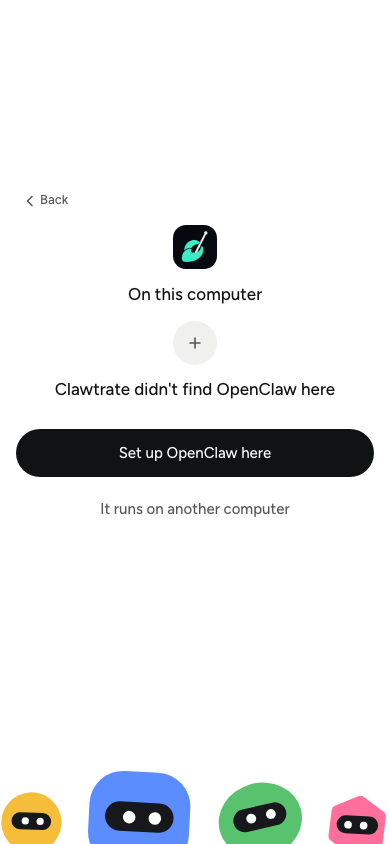 Back
On this computer
Clawtrate didn't find OpenClaw here
Set up OpenClaw here
It runs on another computer